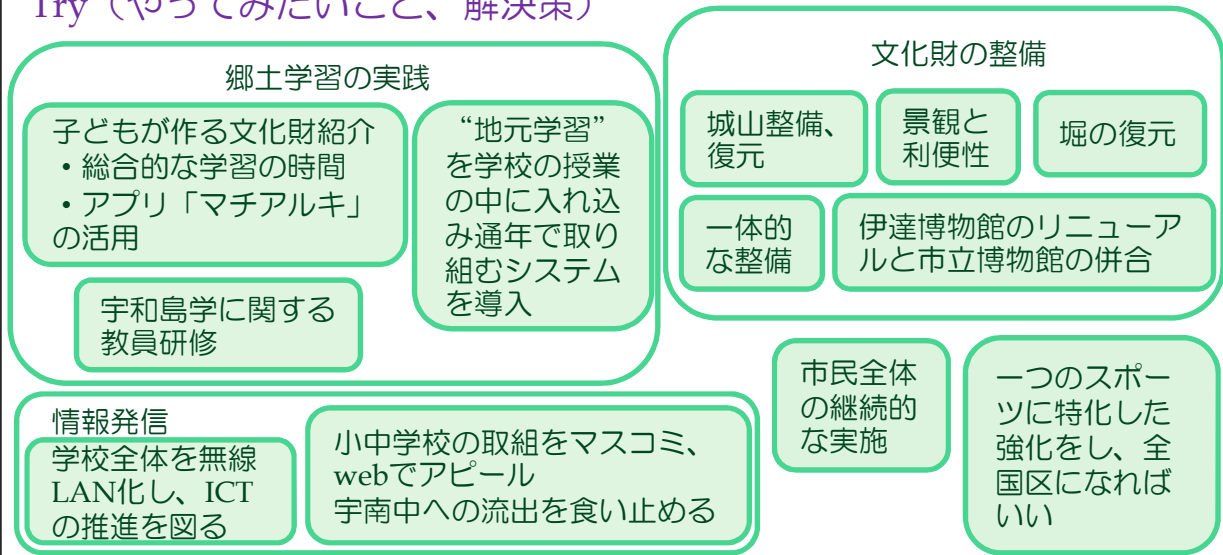 Try（やってみたいこと、解決策）
郷土学習の実践
子どもが作る文化財紹介
・総合的な学習の時間
・アプリ「マチアルキ」
の活用
“地元学習”
を学校の授業
の中に入れ込
み通年で取り
組むシステム
を導入
宇和島学に関する
教員研修
文化財の整備
城山整備、
復元
景観と
利便性
堀の復元
一体的
な整備
伊達博物館のリニューア
ルと市立博物館の併合
情報発信
学校全体を無線
LAN化し、ICT
の推進を図る
小中学校の取組をマスコミ、
webでアピール
宇南中への流出を食い止める
市民全体
の継続的
な実施
一つのスポー
ツに特化した
強化をし、全
国区になれば
いい